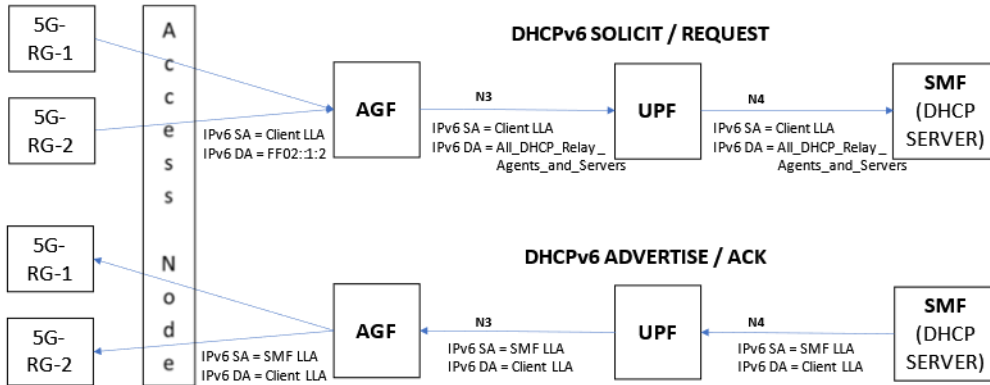 5G-
RG-1
5G-
RG-2
Access Node
DHCPv6 SOLICIT / REQUEST
AGF
N3
UPF
N4
SMF
(DHCP
SERVER)
IPv6 SA = Client LLA
IPv6 DA = FF02::1:2
IPv6 SA = Client LLA
IPv6 DA = All_DHCP_Relay_
Agents_and_Servers
IPv6 SA = Client LLA
IPv6 DA = All_DHCP_Relay_
Agents_and_Servers
5G-
RG-1
5G-
RG-2
DHCPv6 ADVERTISE / ACK
AGF
N3
UPF
N4
SMF
(DHCP
SERVER)
IPv6 SA = SMF LLA
IPv6 DA = Client LLA
IPv6 SA = SMF LLA
IPv6 DA = Client LLA
IPv6 SA = SMF LLA
IPv6 DA = Client LLA